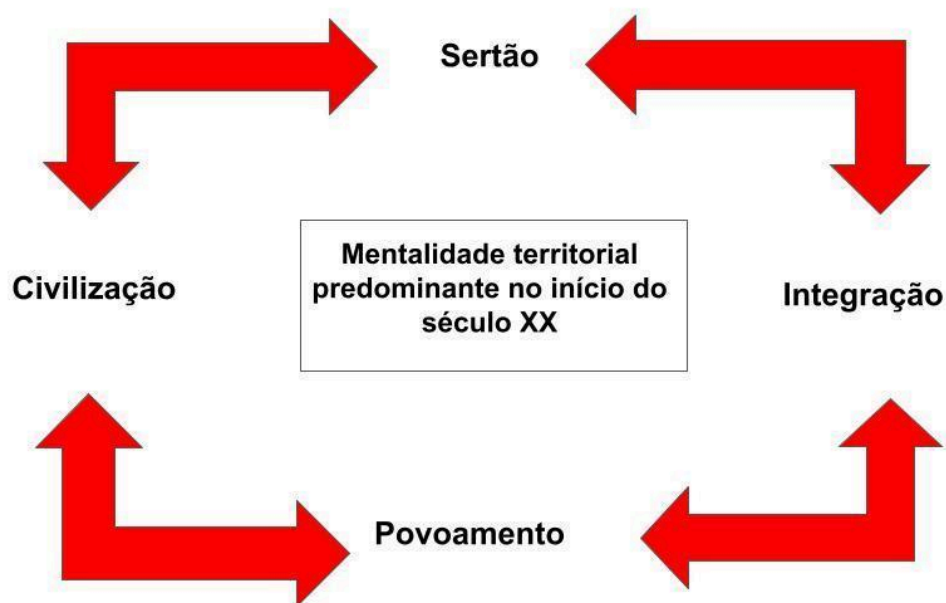 Sertão
Civilização
Mentalidade territorial
predominante no início do
século XX
Integração
Povoamento